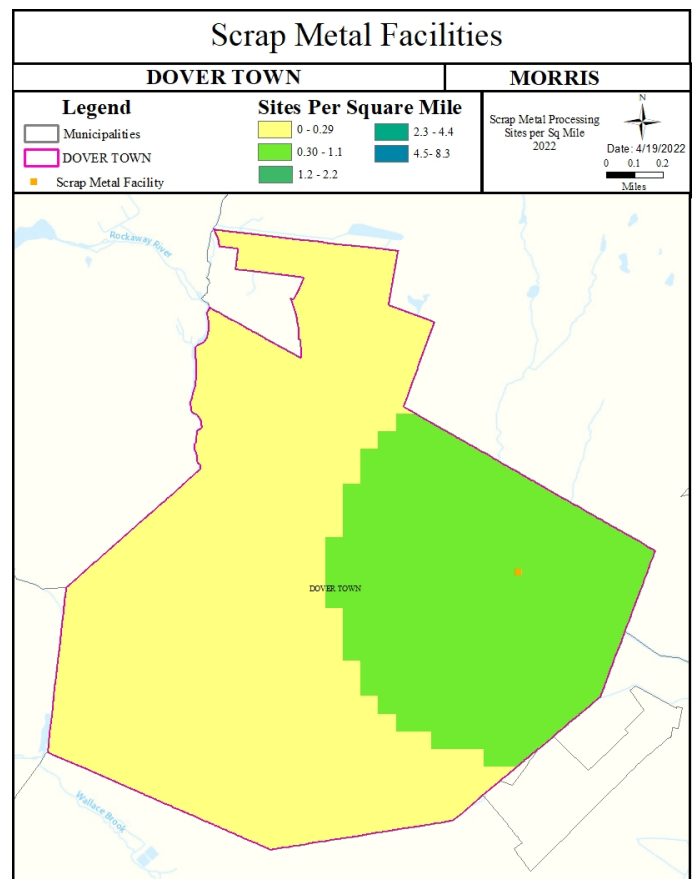 Scrap Metal Facilities
DOVER TOWN
MORRIS
Legend
Municipalities
DOVER TOWN
Scrap Metal Facility
Sites Per Square Mile
0 - 0.29
0.30 - 1.1
1.2 - 2.2
2.3 - 4.4
4.5- 8.3
Scrap Metal Processing
Sites per Sq Mile
2022
N
Date: 4/19/2022
0 0.1 0.2
Miles
Rockaway River
DOVER TOWN
Wallace Brook